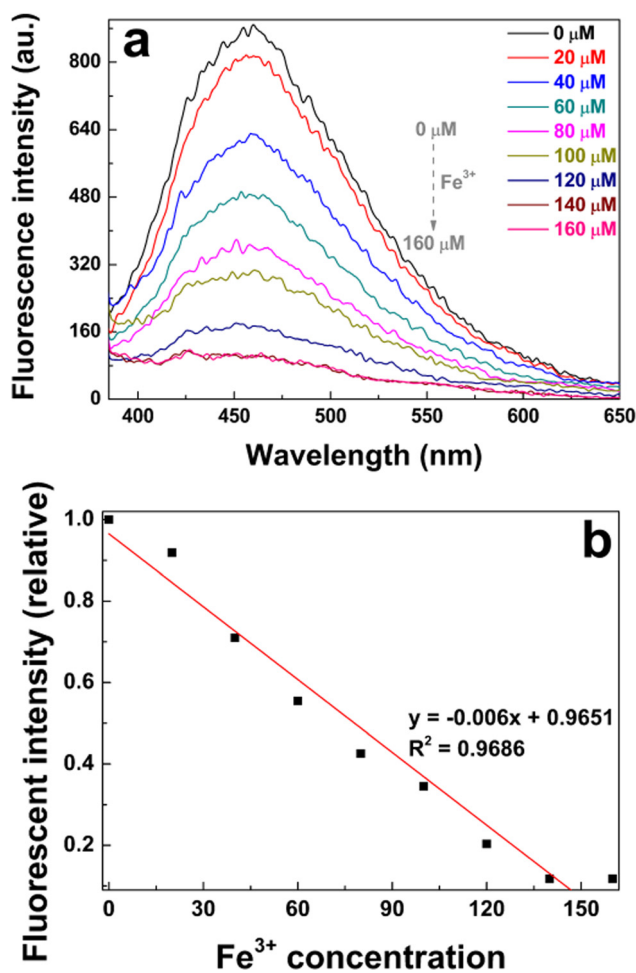 a
Fluorescence intensity (au.)
800
640
480
320
160
0
0 μM
20 μM
40 μM
60 μM
80 μM
100 μM
120 μM
140 μM
160 μM
0 μM
Fe³⁺
160 μM
400 450 500 550 600 650
Wavelength (nm)
b
Fluorescent intensity (relative)
1.0
0.8
0.6
0.4
0.2
y = -0.006x + 0.9651
R² = 0.9686
0 30 60 90 120 150
Fe³⁺ concentration